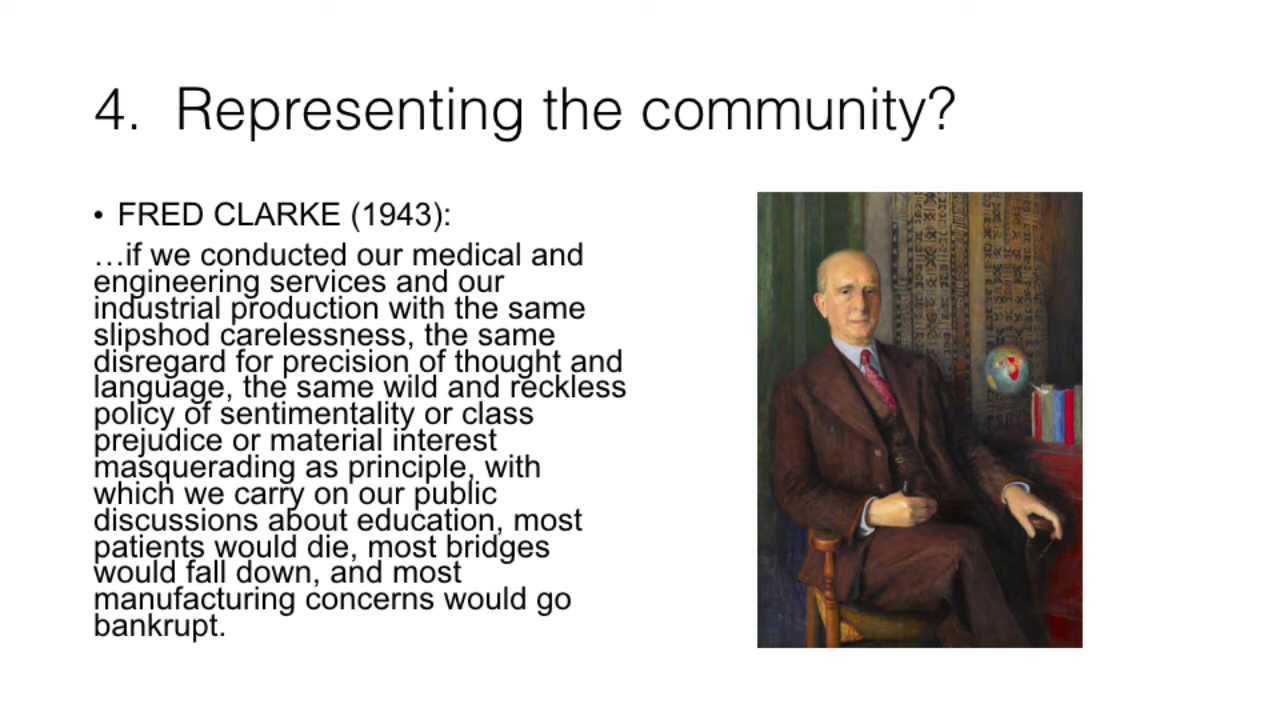 4. Representing the community?
• FRED CLARKE (1943):
…if we conducted our medical and
engineering services and our
industrial production with the same
slipshod carelessness, the same
disregard for precision of thought and
language, the same wild and reckless
policy of sentimentality or class
prejudice or material interest
masquerading as principle, with
which we carry on our public
discussions about education, most
patients would die, most bridges
would fall down, and most
manufacturing concerns would go
bankrupt.